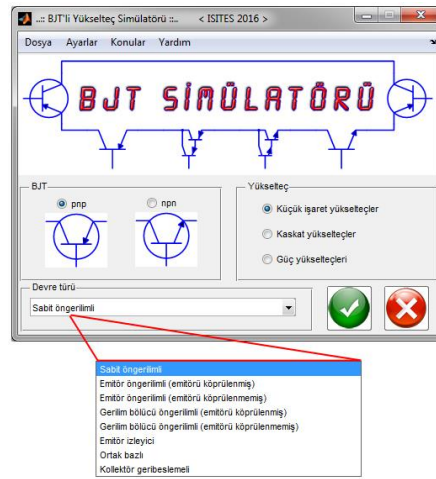 ..:: BJT'li Yükselteç Simülatörü ::.. < ISITES 2016 >
Dosya Ayarlar Konular Yardım
BJT SİMÜLATÖRÜ
BJT
pnp npn
Yükselteç
Küçük işaret yükselteçler
Kaskat yükselteçler
Güç yükselteçleri
Devre türü
Sabit öngerilimli
Sabit öngerilimli
Emitör öngerilimli (emitörü köprülenmiş)
Emitör öngerilimli (emitörü köprülenmemiş)
Gerilim bölücü öngerilimli (emitörü köprülenmiş)
Gerilim bölücü öngerilimli (emitörü köprülenmemiş)
Emitör izleyici
Ortak bazlı
Kollektör geribeslemeli